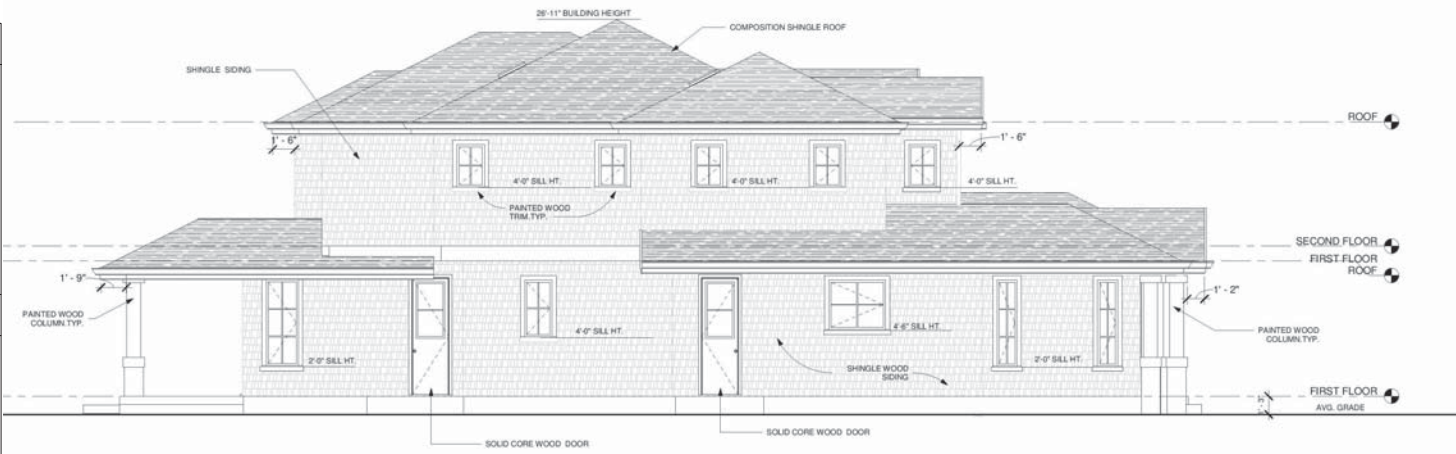 26'-11" BUILDING HEIGHT
COMPOSITION SHINGLE ROOF
SHINGLE SIDING
ROOF
1' - 6"
1' - 6"
4'-0" SILL HT.
4'-0" SILL HT.
4'-0" SILL HT.
PAINTED WOOD
TRIM.TYP.
SECOND FLOOR
FIRST FLOOR
ROOF
1' - 9"
1' - 2"
PAINTED WOOD
COLUMN.TYP.
4'-0" SILL HT.
4'-6" SILL HT.
PAINTED WOOD
COLUMN.TYP.
2'-0" SILL HT.
SHINGLE WOOD
SIDING
2'-0" SILL HT.
FIRST FLOOR
AVG. GRADE
SOLID CORE WOOD DOOR
SOLID CORE WOOD DOOR